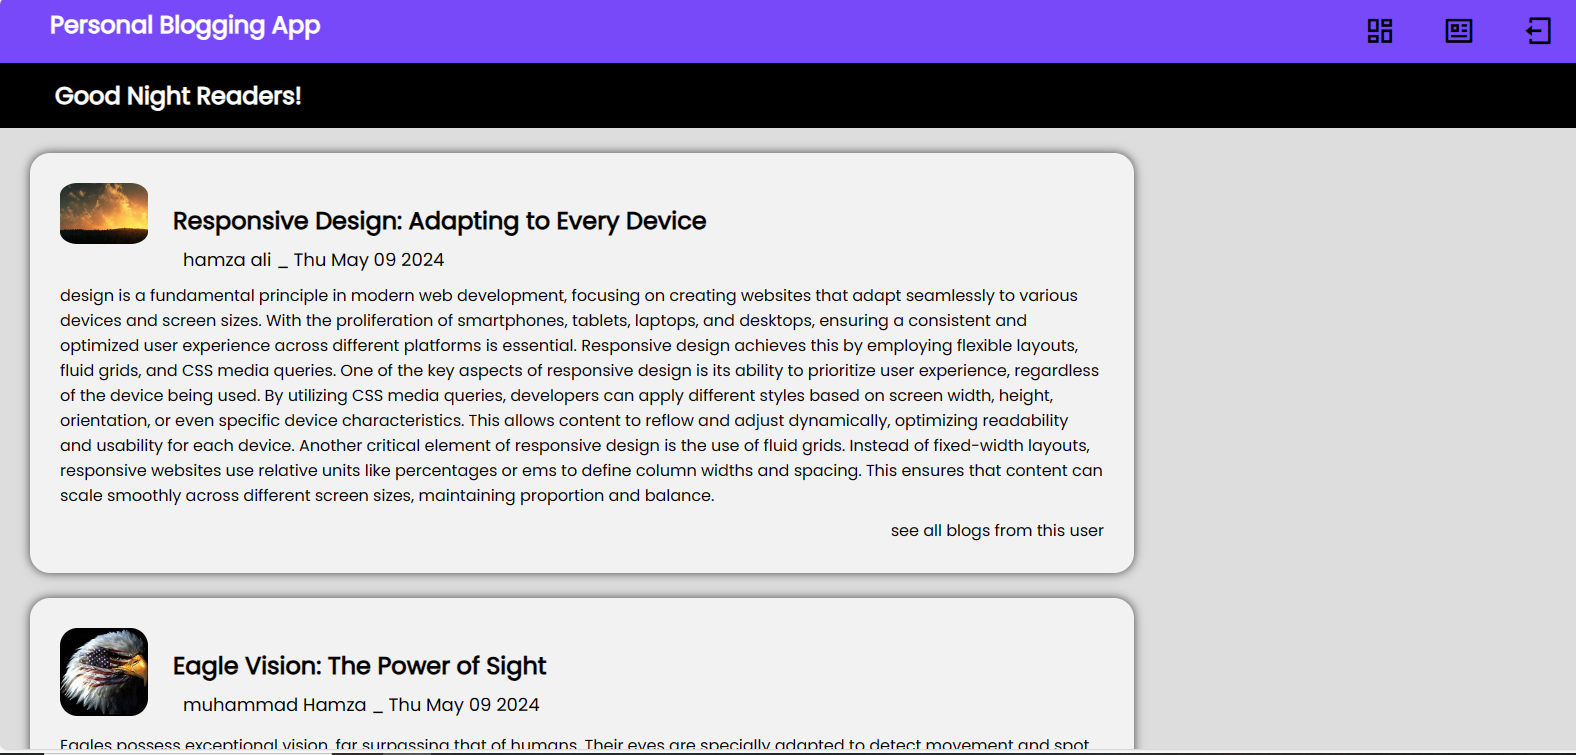 Personal Blogging App
Good Night Readers!
Responsive Design: Adapting to Every Device
hamza ali _ Thu May 09 2024
design is a fundamental principle in modern web development, focusing on creating websites that adapt seamlessly to various
devices and screen sizes. With the proliferation of smartphones, tablets, laptops, and desktops, ensuring a consistent and
optimized user experience across different platforms is essential. Responsive design achieves this by employing flexible layouts,
fluid grids, and CSS media queries. One of the key aspects of responsive design is its ability to prioritize user experience, regardless
of the device being used. By utilizing CSS media queries, developers can apply different styles based on screen width, height,
orientation, or even specific device characteristics. This allows content to reflow and adjust dynamically, optimizing readability
and usability for each device. Another critical element of responsive design is the use of fluid grids. Instead of fixed-width layouts,
responsive websites use relative units like percentages or ems to define column widths and spacing. This ensures that content can
scale smoothly across different screen sizes, maintaining proportion and balance.
see all blogs from this user
Eagle Vision: The Power of Sight
muhammad Hamza _ Thu May 09 2024
Eagles possess exceptional vision, far surpassing that of humans. Their eyes are specially adapted to detect movement and spot